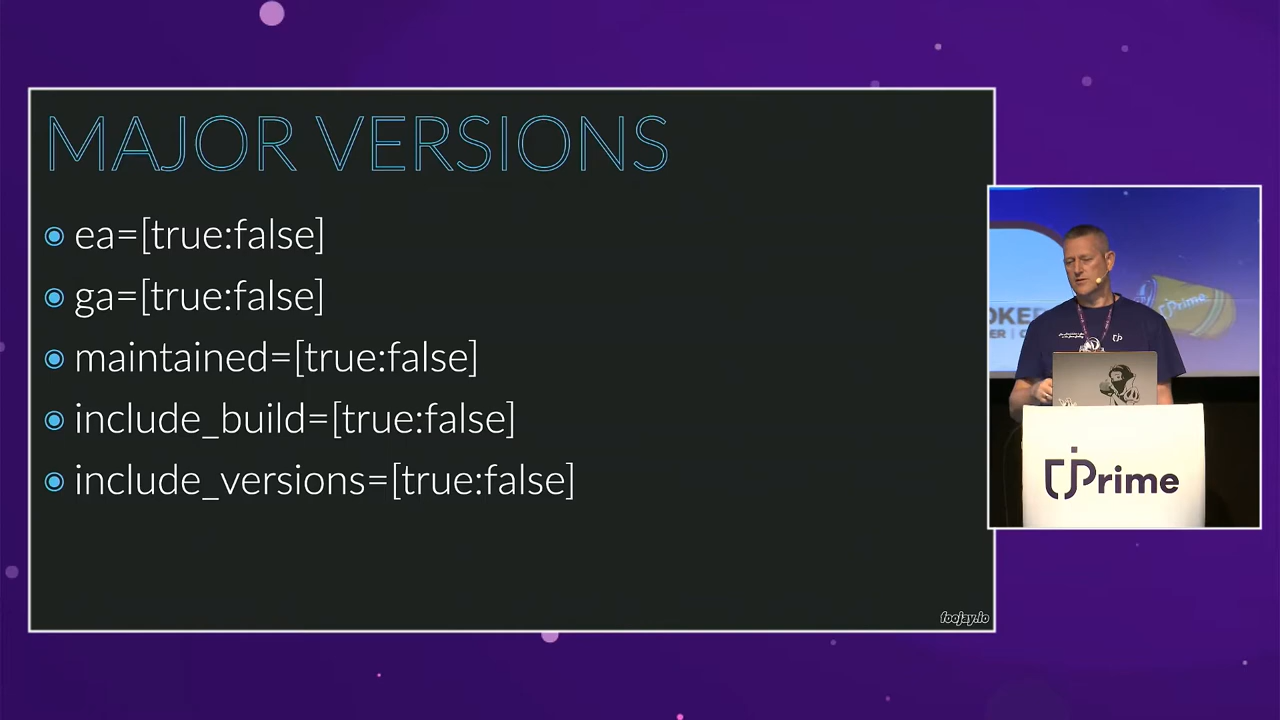 MAJOR VERSIONS
ea=[true:false]
ga=[true:false]
maintained=[true:false]
include_build=[true:false]
include_versions=[true:false]
foojay.io
jPrime
jPrime